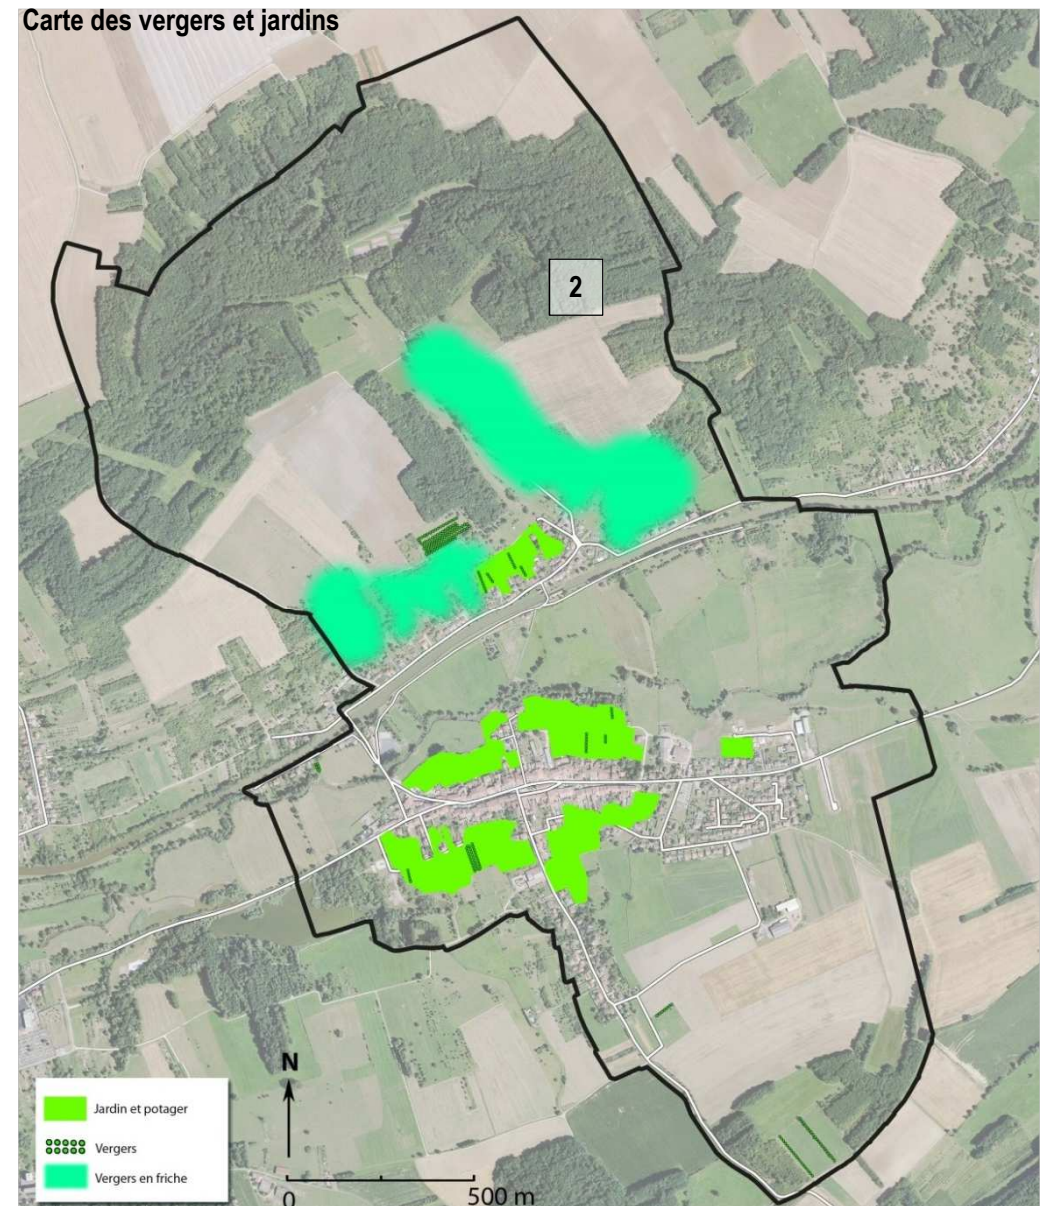 Carte des vergers et jardins
2
N
Jardin et potager
Vergers
Vergers en friche
0
500 m